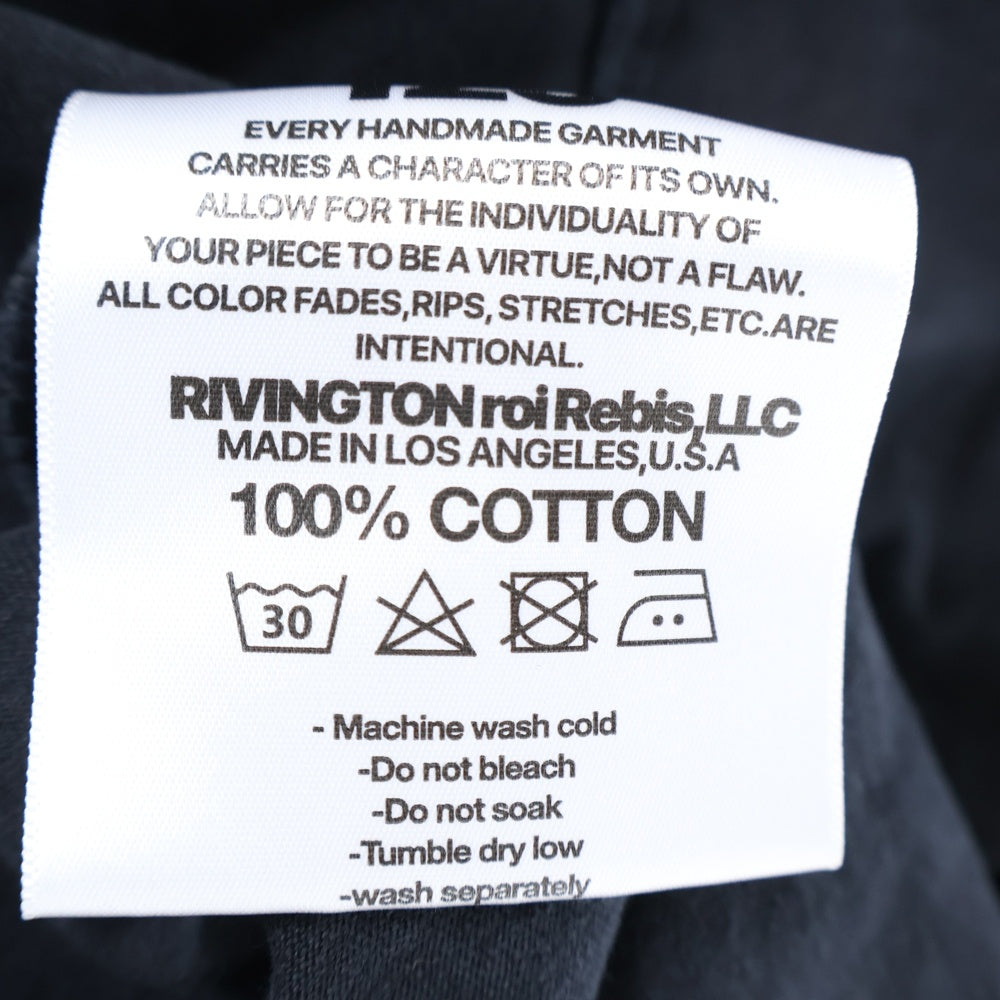 EVERY HANDMADE GARMENT
CARRIES A CHARACTER OF ITS OWN.
ALLOW FOR THE INDIVIDUALITY OF
YOUR PIECE TO BE A VIRTUE,NOT A FLAW.
ALL COLOR FADES,RIPS, STRETCHES,ETC.ARE
INTENTIONAL.
RIVINGTON roi Rebis,LLC
MADE IN LOS ANGELES,U.S.A
100% COTTON
30
- Machine wash cold
-Do not bleach
-Do not soak
-Tumble dry low
-wash separately